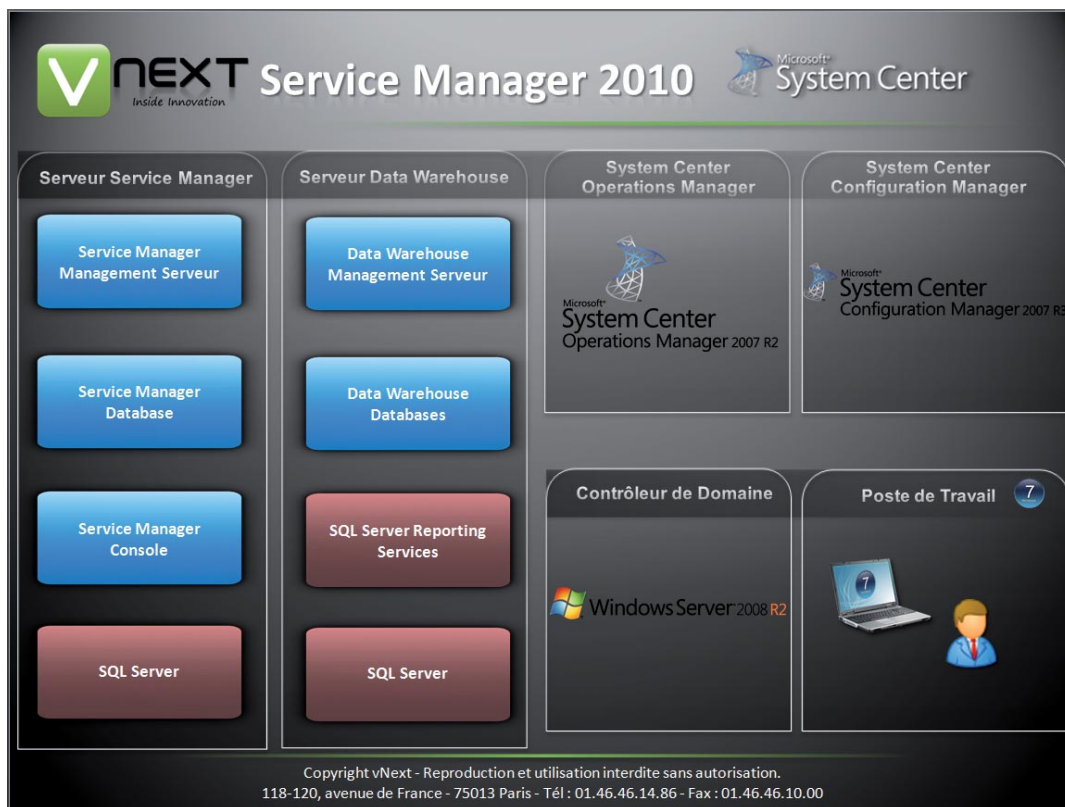 vNEXT
Inside Innovation
Service Manager 2010
Microsoft®
System Center
Serveur Service Manager
Service Manager
Management Serveur
Service Manager
Database
Service Manager
Console
SQL Server
Serveur Data Warehouse
Data Warehouse
Management Serveur
Data Warehouse
Databases
SQL Server Reporting
Services
SQL Server
System Center
Operations Manager
Microsoft®
System Center
Operations Manager 2007 R2
System Center
Configuration Manager
Microsoft®
System Center
Configuration Manager 2007 R3
Contrôleur de Domaine
Windows Server 2008 R2
Poste de Travail
7
7
Copyright vNext - Reproduction et utilisation interdite sans autorisation.
118-120, avenue de France - 75013 Paris - Tél : 01.46.46.14.86 - Fax : 01.46.46.10.00